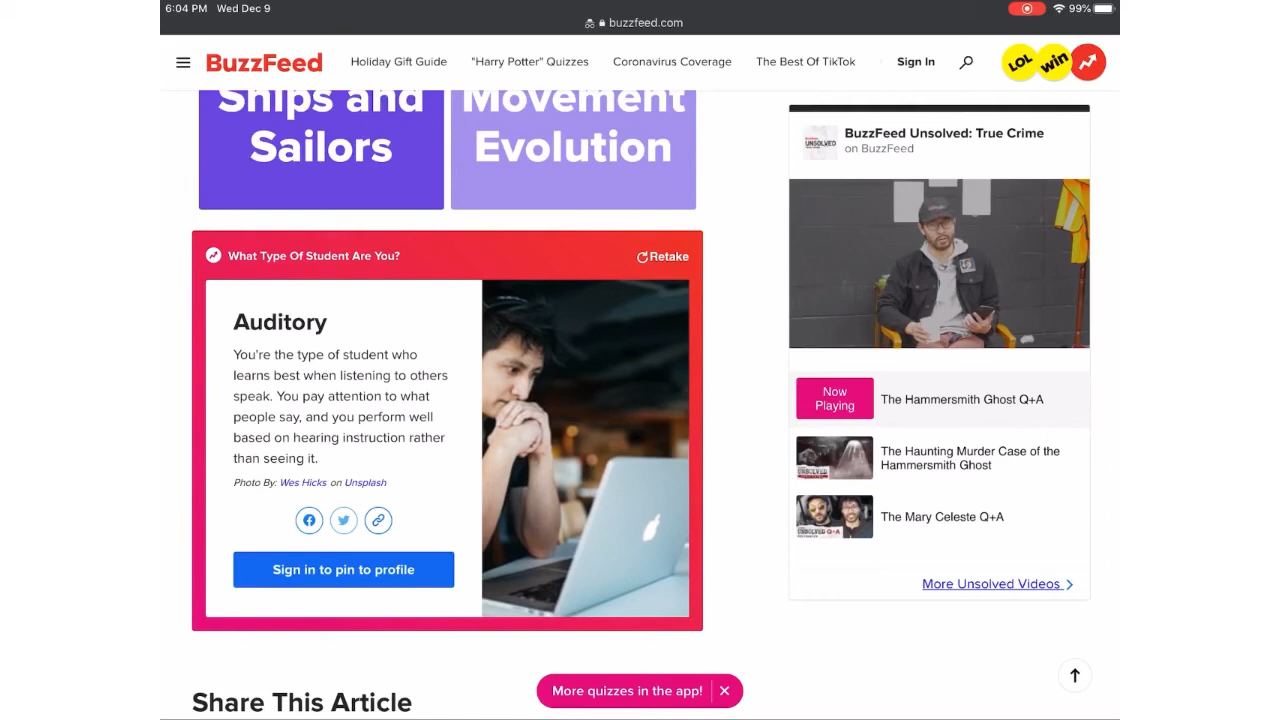 6:04 PM Wed Dec 9
99%
buzzfeed.com
BuzzFeed
Holiday Gift Guide
"Harry Potter" Quizzes
Coronavirus Coverage
The Best Of TikTok
Sign In
LOL
win
Ships and
Sailors
Movement
Evolution
What Type Of Student Are You?
Retake
Auditory
You're the type of student who
learns best when listening to others
speak. You pay attention to what
people say, and you perform well
based on hearing instruction rather
than seeing it.
Photo By: Wes Hicks on Unsplash
Sign in to pin to profile
Share This Article
More quizzes in the app!
BuzzFeed Unsolved: True Crime
on BuzzFeed
UNSOLVED
Now
Playing
The Hammersmith Ghost Q+A
UNSOLVED
The Haunting Murder Case of the
Hammersmith Ghost
UNSOLVED Q+A
The Mary Celeste Q+A
More Unsolved Videos